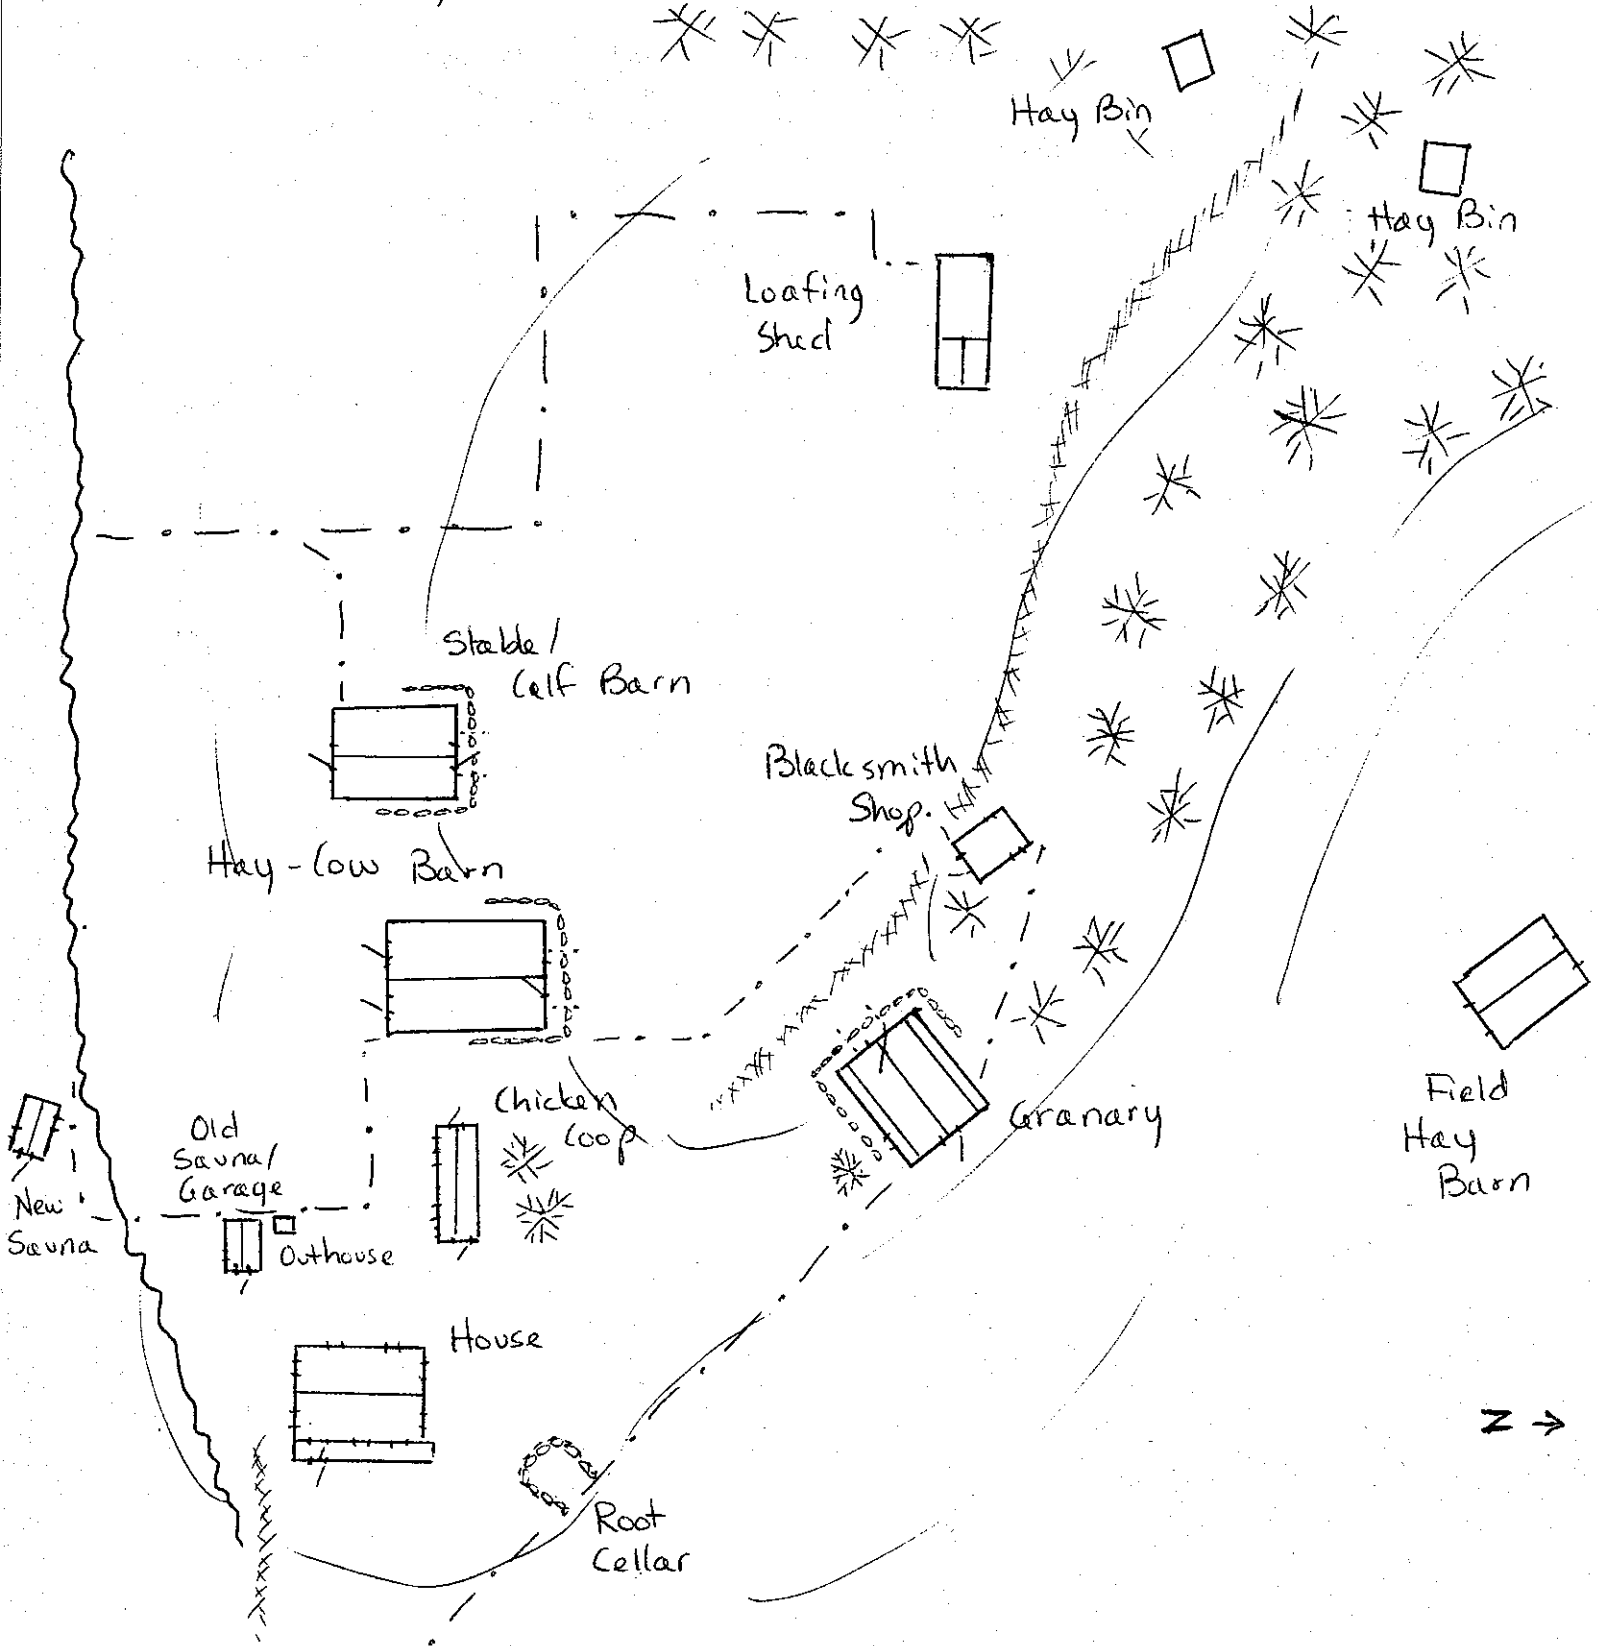 Hay Bin
Hay Bin
Loafing
Shed
Stable/
Calf Barn
Blacksmith
Shop.
Hay-Cow Barn
Chicken
Coop
Granary
Field
Hay
Barn
Old
Sauna/
Garage
New
Sauna
Outhouse
House
Root
Cellar
Z →